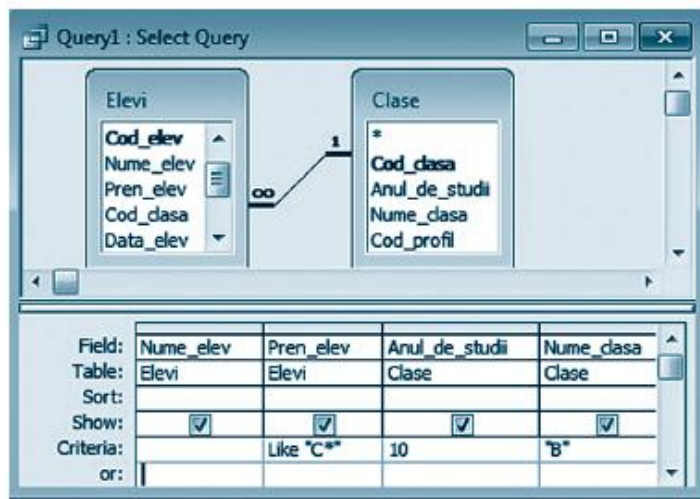 Query1 : Select Query
Elevi
Cod_elev
Nume_elev
Pren_elev
Cod_clasa
Data_elev
∞
1
Clase
*
Cod_clasa
Anul_de_studii
Nume_clasa
Cod_profil
Field: Nume_elev Pren_elev Anul_de_studii Nume_clasa
Table: Elevi Elevi Clase Clase
Sort:
Show:
Criteria: Like "C*" 10 "B"
or: